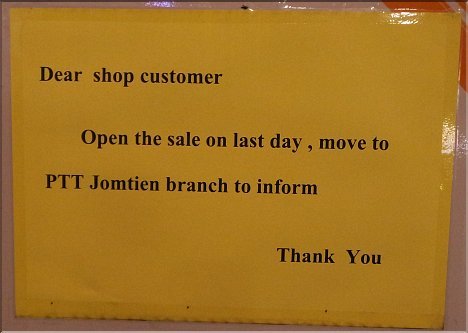 Dear shop customer
Open the sale on last day , move to
PTT Jomtien branch to inform
Thank You